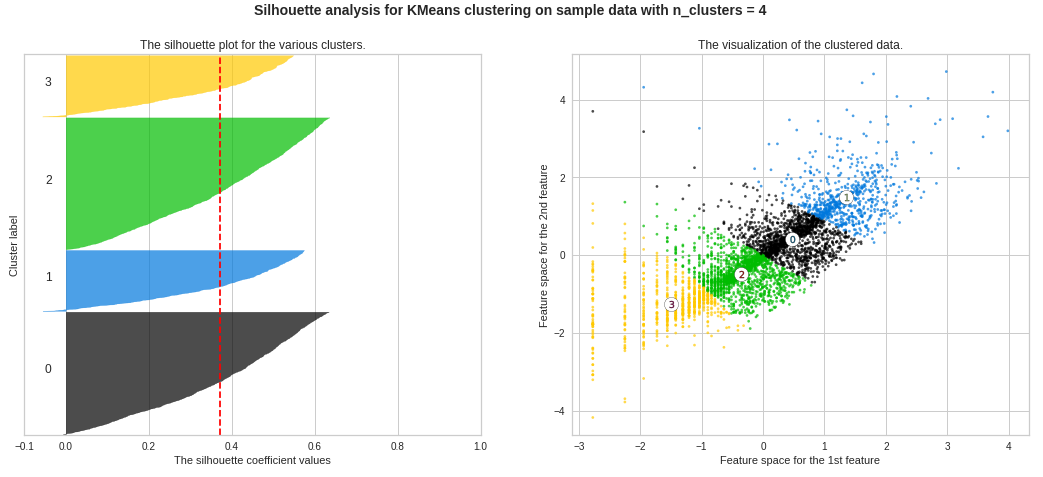 Silhouette analysis for KMeans clustering on sample data with n_clusters = 4
The silhouette plot for the various clusters.
Cluster label
3
2
1
0
−0.1 0.0 0.2 0.4 0.6 0.8 1.0
The silhouette coefficient values
The visualization of the clustered data.
Feature space for the 2nd feature
4
2
0
−2
−4
1
0
2
3
−3 −2 −1 0 1 2 3 4
Feature space for the 1st feature